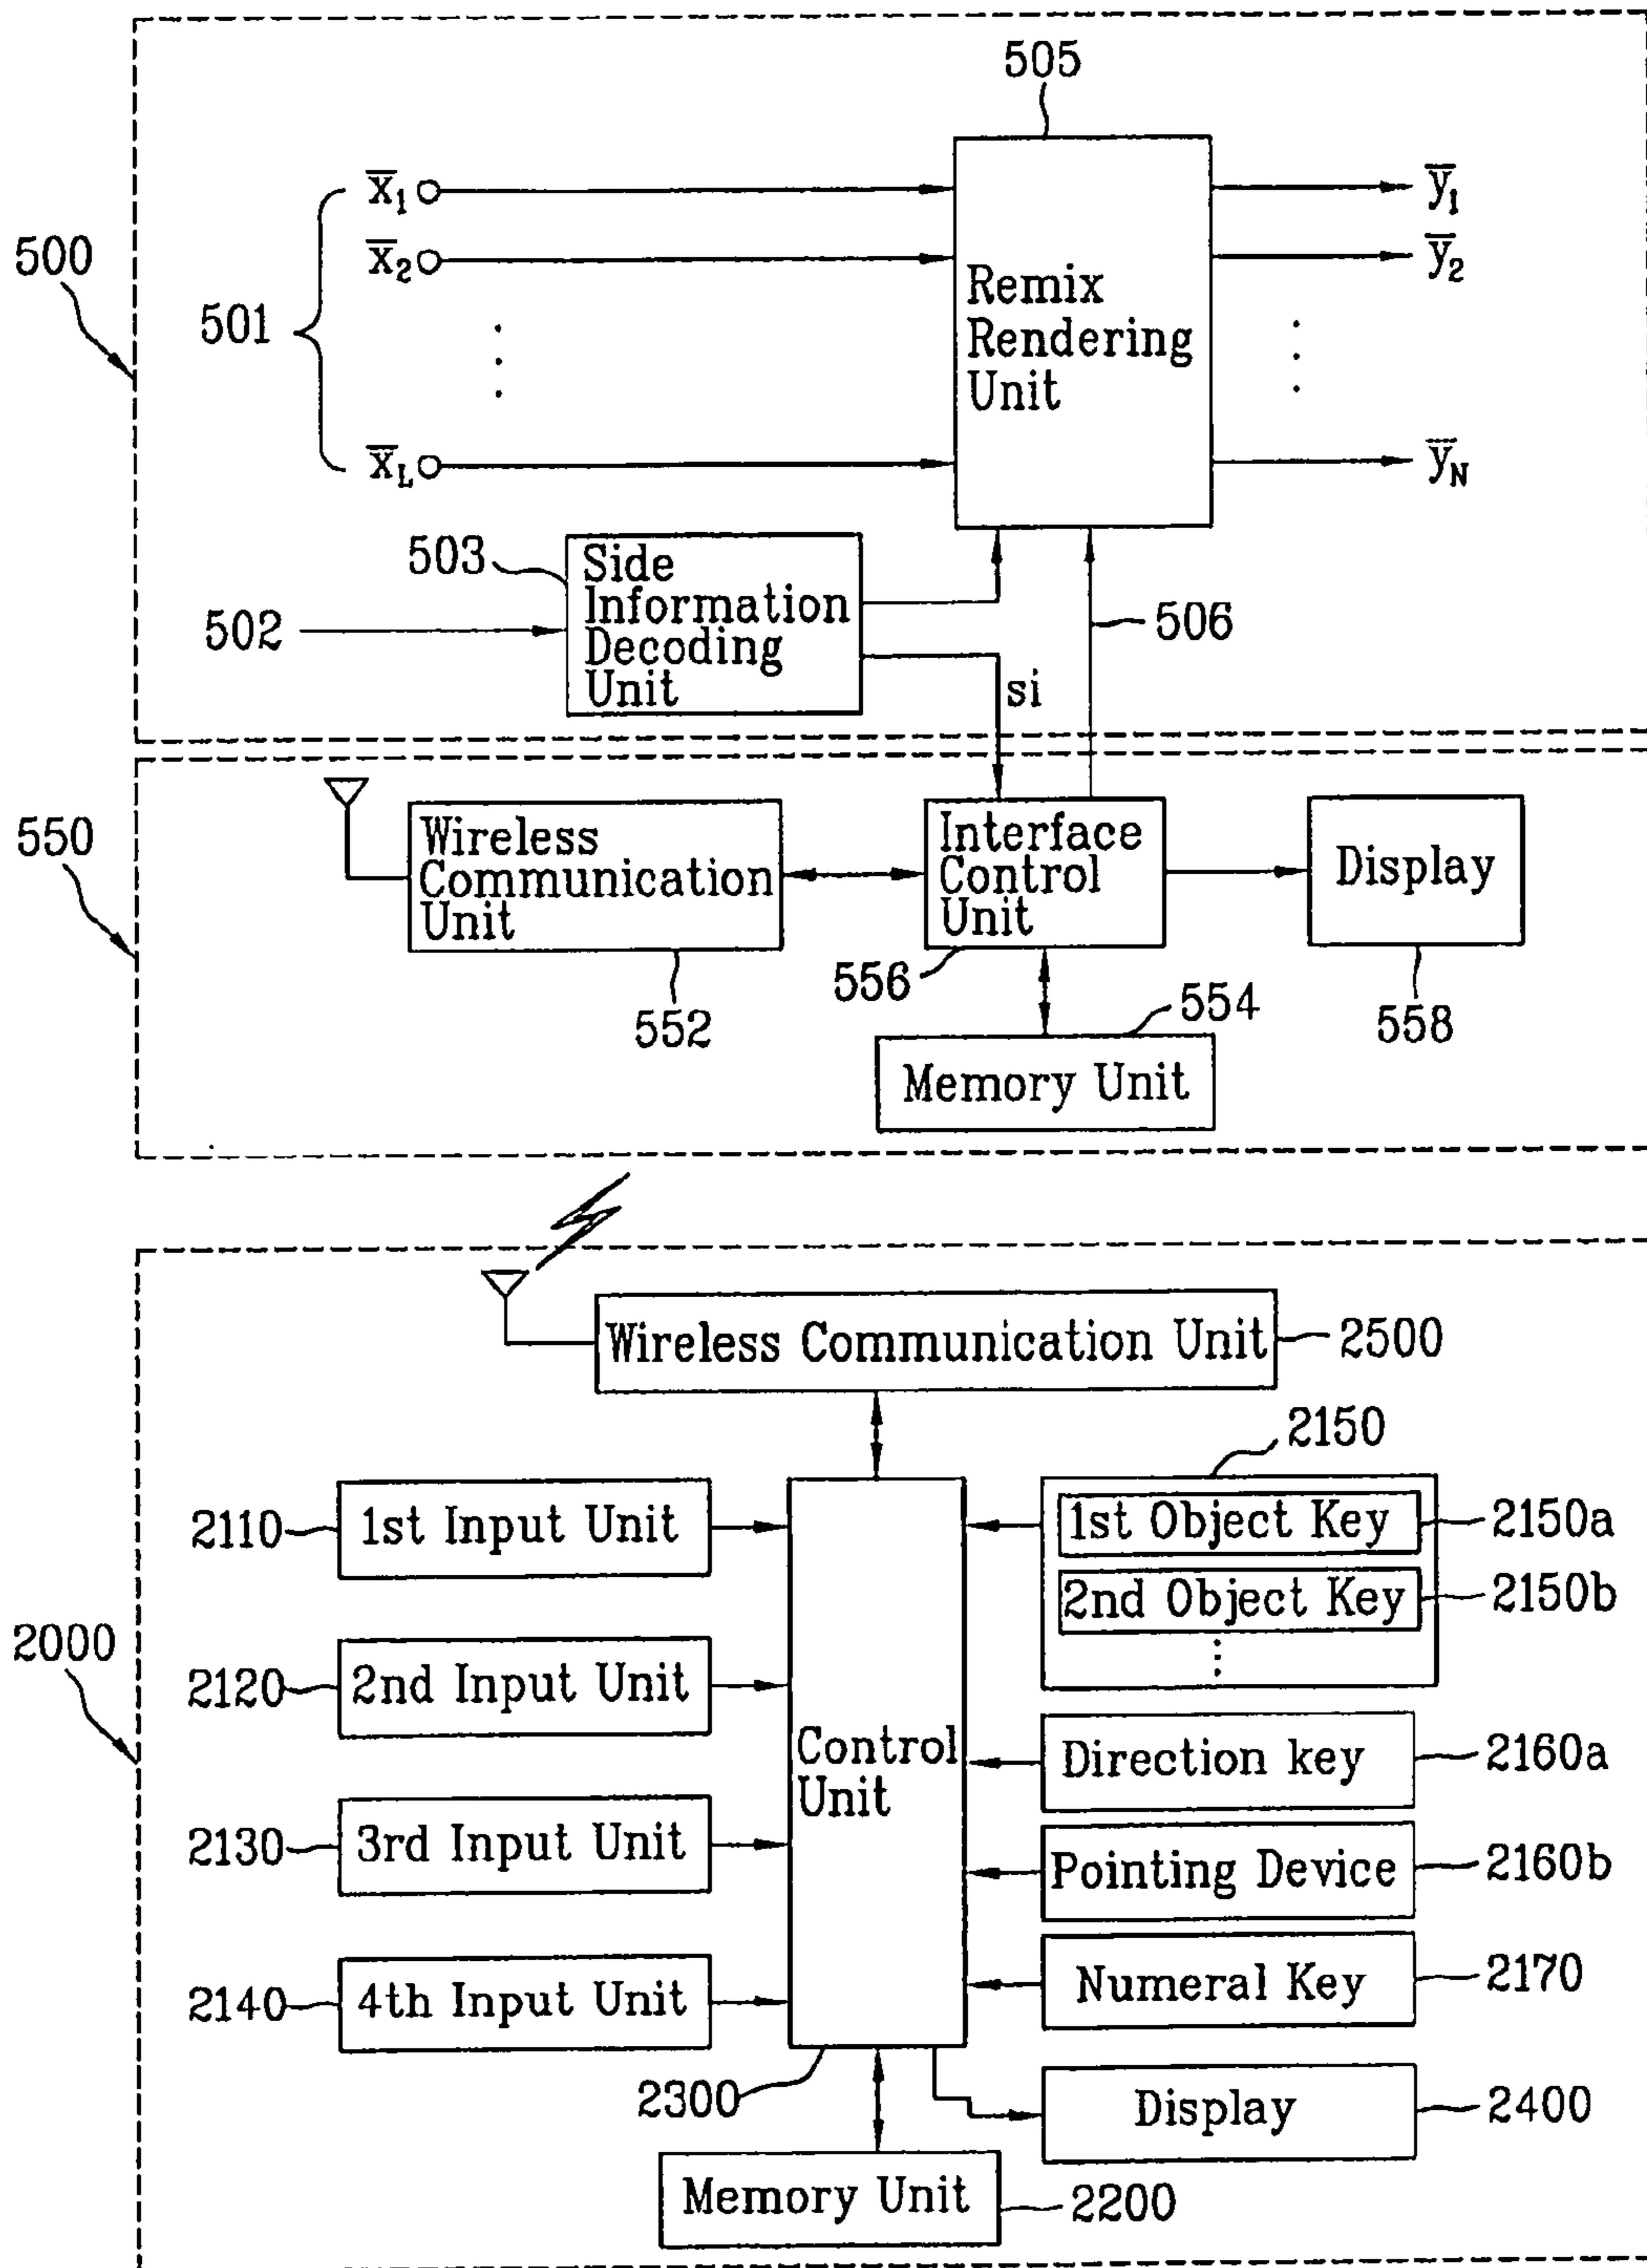 505
x̅₁
y̅₁
x̅₂
y̅₂
500
501
Remix
Rendering
Unit
x̅L
y̅N
503
Side
Information
Decoding
Unit
502
506
si
550
Wireless
Communication
Unit
Interface
Control
Unit
Display
556
552
554
558
Memory Unit
Wireless Communication Unit
2500
2150
2110
1st Input Unit
1st Object Key
2150a
2nd Object Key
2150b
2000
2120
2nd Input Unit
Control
Unit
Direction key
2160a
2130
3rd Input Unit
Pointing Device
2160b
2140
4th Input Unit
Numeral Key
2170
2300
Display
2400
Memory Unit
2200